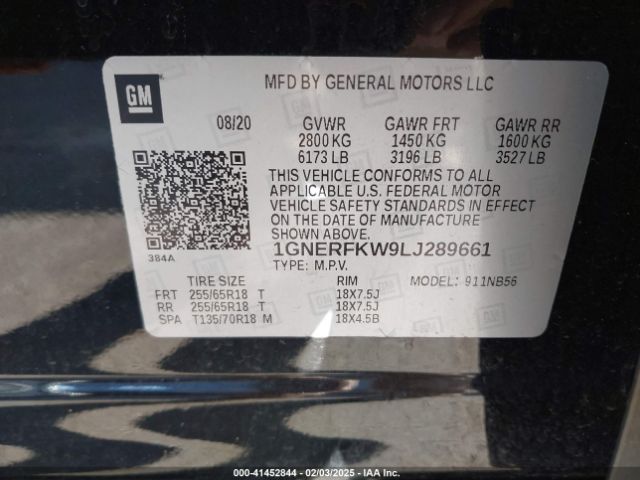 GM
MFD BY GENERAL MOTORS LLC
08/20 GVWR GAWR FRT GAWR RR
2800 KG 1450 KG 1600 KG
6173 LB 3196 LB 3527 LB
THIS VEHICLE CONFORMS TO ALL
APPLICABLE U.S. FEDERAL MOTOR
VEHICLE SAFETY STANDARDS IN EFFECT
ON THE DATE OF MANUFACTURE
SHOWN ABOVE.
384A
1GNERFKW9LJ289661
TYPE: M.P.V. MODEL: 911NB56
TIRE SIZE RIM
FRT 255/65R18 T 18X7.5J
RR 255/65R18 T 18X7.5J
SPA T135/70R18 M 18X4.5B
000-41452844 - 02/03/2025 - IAA Inc.